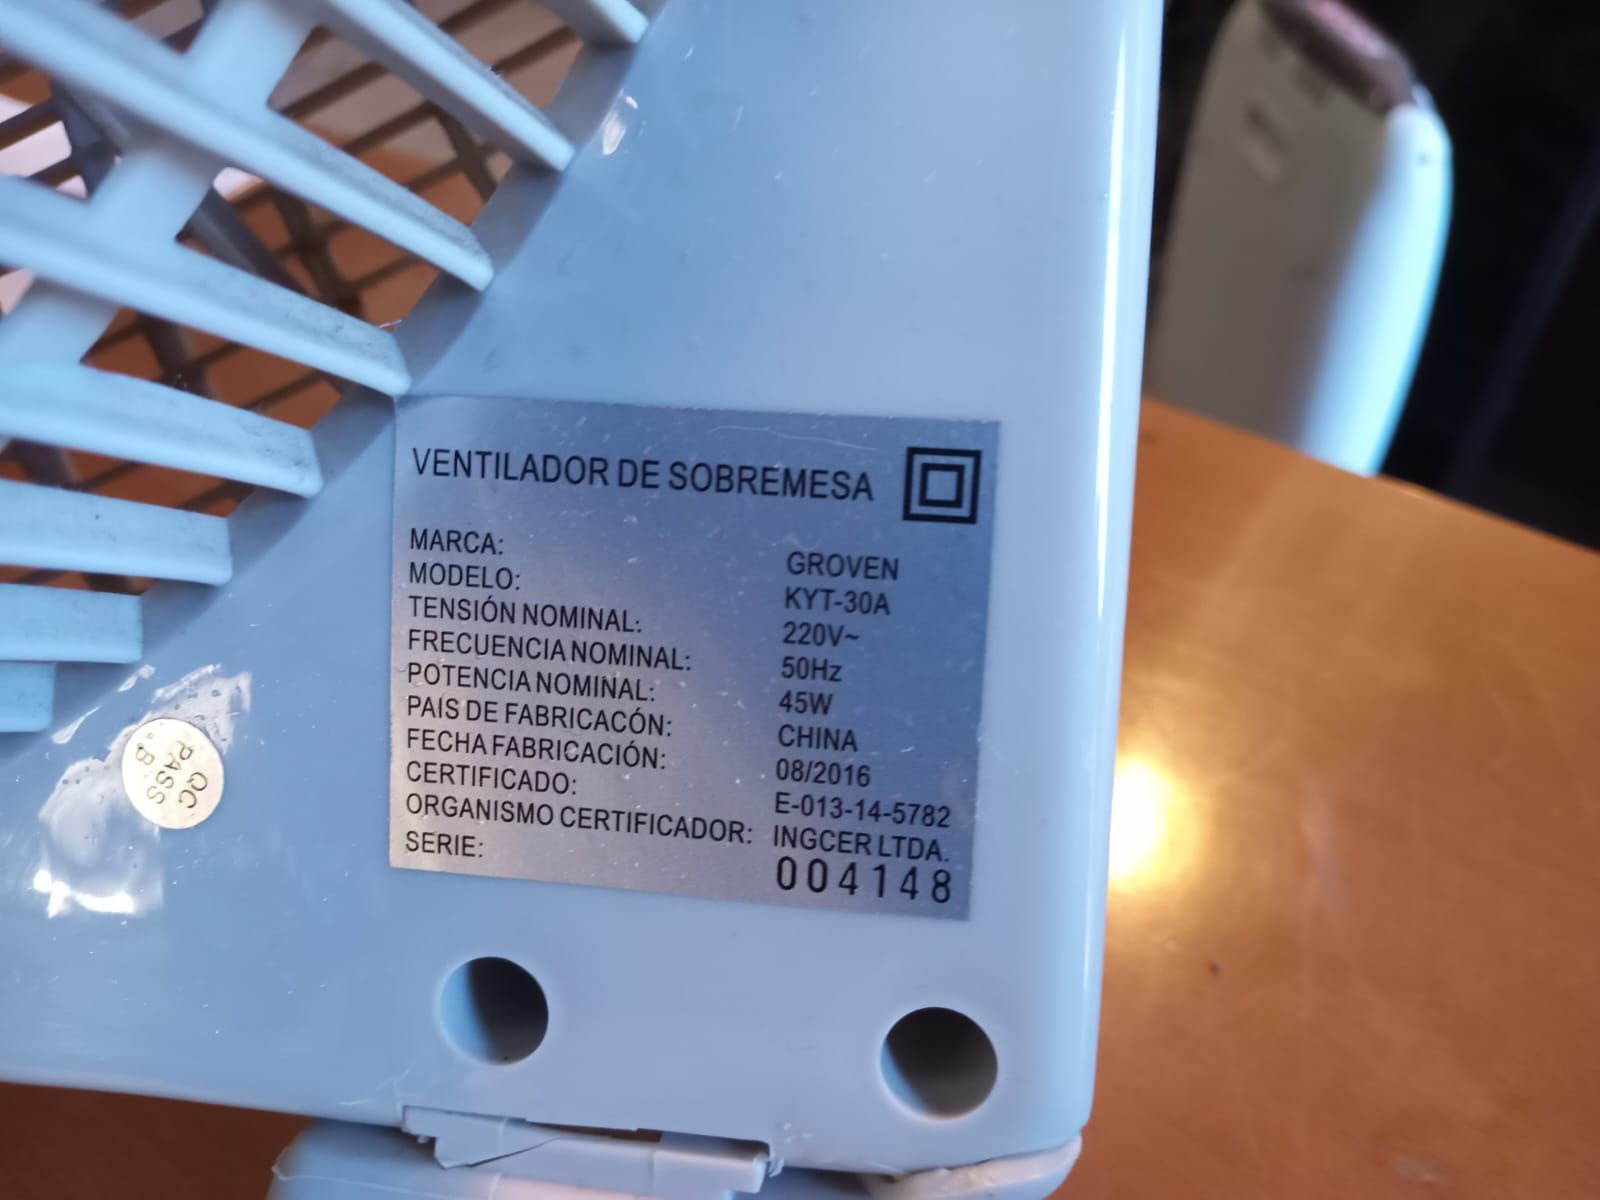 VENTILADOR DE SOBREMESA
MARCA: GROVEN
MODELO: KYT-30A
TENSIÓN NOMINAL: 220V~
FRECUENCIA NOMINAL: 50Hz
POTENCIA NOMINAL: 45W
PAIS DE FABRICACÓN: CHINA
FECHA FABRICACIÓN: 08/2016
CERTIFICADO: E-013-14-5782
ORGANISMO CERTIFICADOR: INGCER LTDA.
SERIE: 004148
QC
PASS
B